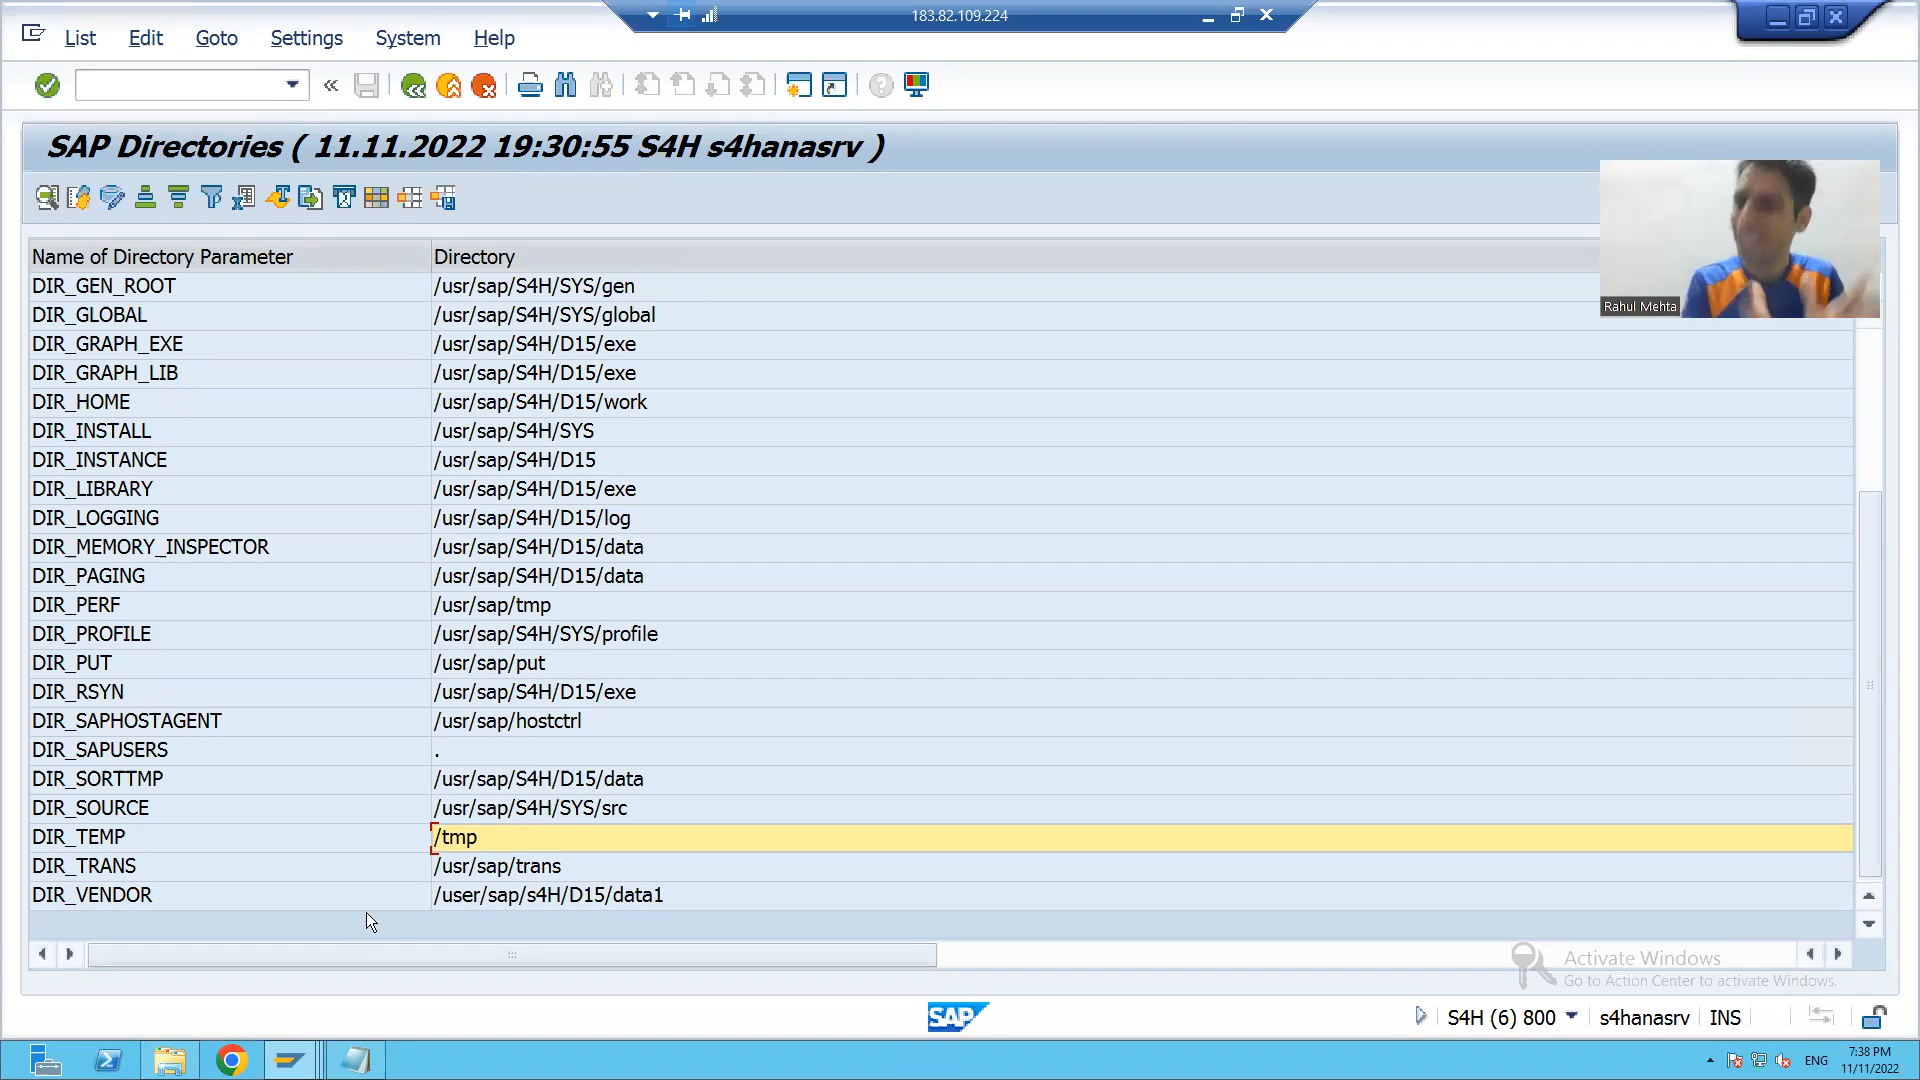 183.82.109.224
List Edit Goto Settings System Help
SAP Directories ( 11.11.2022 19:30:55 S4H s4hanasrv )
Rahul Mehta
Name of Directory Parameter Directory
DIR_GEN_ROOT /usr/sap/S4H/SYS/gen
DIR_GLOBAL /usr/sap/S4H/SYS/global
DIR_GRAPH_EXE /usr/sap/S4H/D15/exe
DIR_GRAPH_LIB /usr/sap/S4H/D15/exe
DIR_HOME /usr/sap/S4H/D15/work
DIR_INSTALL /usr/sap/S4H/SYS
DIR_INSTANCE /usr/sap/S4H/D15
DIR_LIBRARY /usr/sap/S4H/D15/exe
DIR_LOGGING /usr/sap/S4H/D15/log
DIR_MEMORY_INSPECTOR /usr/sap/S4H/D15/data
DIR_PAGING /usr/sap/S4H/D15/data
DIR_PERF /usr/sap/tmp
DIR_PROFILE /usr/sap/S4H/SYS/profile
DIR_PUT /usr/sap/put
DIR_RSYN /usr/sap/S4H/D15/exe
DIR_SAPHOSTAGENT /usr/sap/hostctrl
DIR_SAPUSERS .
DIR_SORTTMP /usr/sap/S4H/D15/data
DIR_SOURCE /usr/sap/S4H/SYS/src
DIR_TEMP /tmp
DIR_TRANS /usr/sap/trans
DIR_VENDOR /user/sap/s4H/D15/data1
Activate Windows
Go to Action Center to activate Windows.
SAP S4H (6) 800 s4hanasrv INS
ENG 7:38 PM
11/11/2022